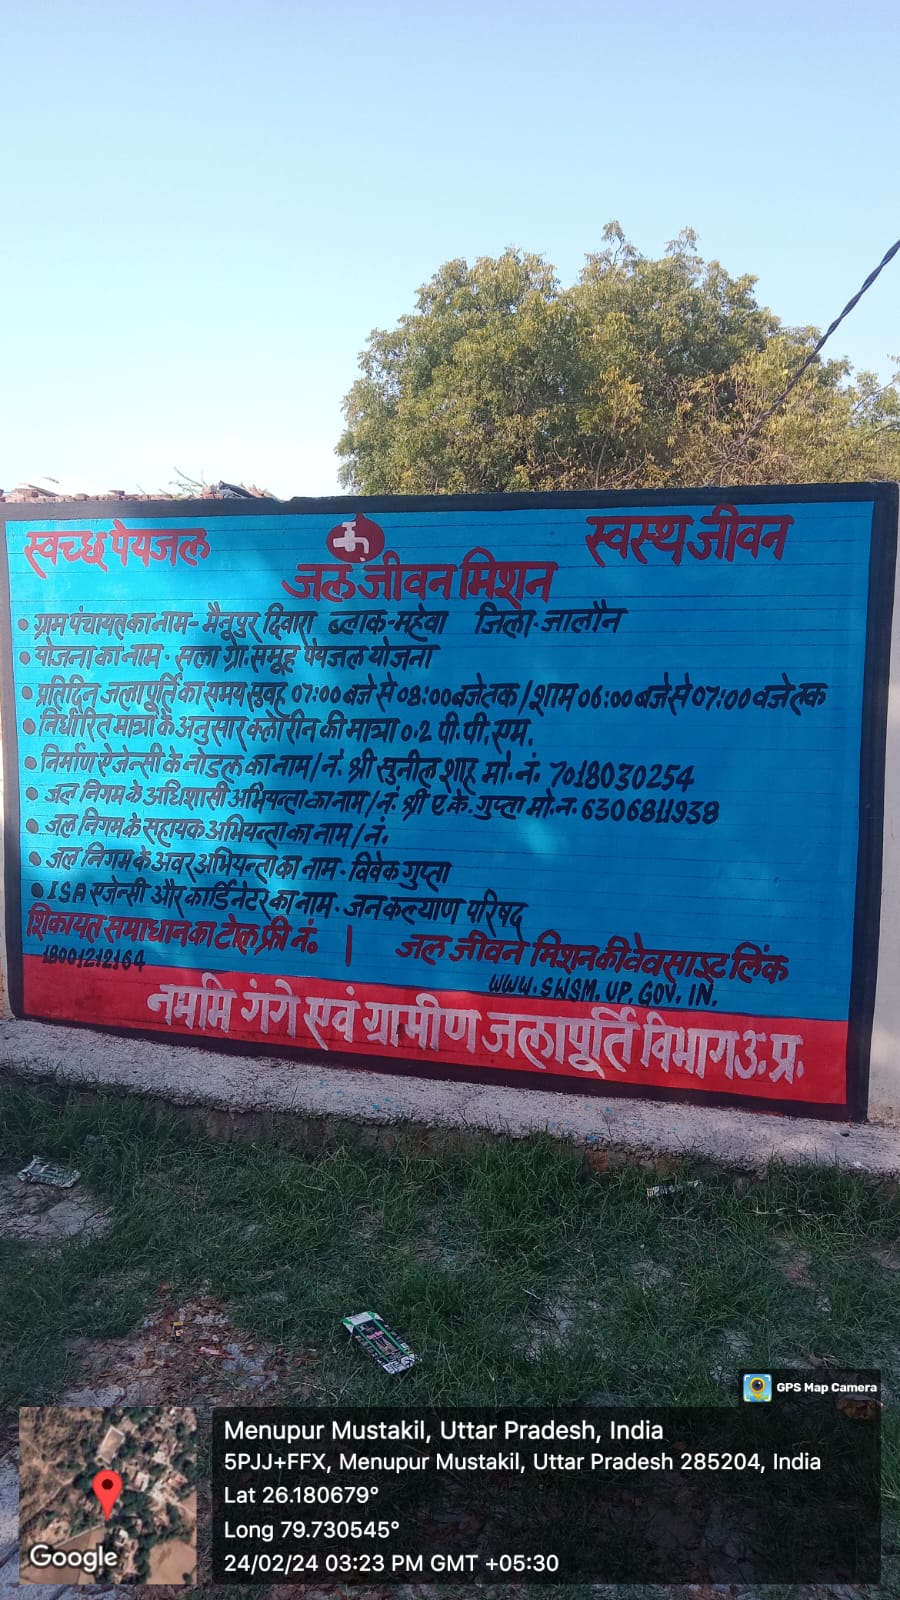 स्वच्छ पेयजल
स्वस्थ जीवन
जल जीवन मिशन
• ग्राम पंचायत का नाम- मैनूपुर दिवारा ब्लाक-महेवा जिला-जालौन
• योजना का नाम - सला ग्रा. समूह पेयजल योजना
• प्रतिदिन जलापूर्ति का समय सुवह 07:00 बजे से 08:00 बजे तक / शाम 06:00 बजे से 07:00 बजे तक
• निर्धारित मात्रा के अनुसार क्लोरीन की मात्रा 0.2 पी.पी.एम.
• निर्माण ऐजेन्सी के नोडल का नाम/नं. श्री सुनील शाहू मो. नं. 7018030254
• जल निगम के अधिशासी अभियन्ता का नाम/नं. श्री ए.के. गुप्ता मो.न. 6306811938
• जल निगम के सहायक अभियन्ता का नाम/नं.
• जल निगम के अबर अभियन्ता का नाम - विवेक गुप्ता
• ISA एजेन्सी और कार्डिनेटर का नाम - जन कल्याण परिषद
शिकायत समाधान का टोल फ्री नं. | जल जीवन मिशन की वेवसाइट लिंक
18001212164
WWW.SWSM.UP.GOV.IN.
नमामि गंगे एवं ग्रामीण जलापूर्ति विभाग उ.प्र.
GPS Map Camera
Menupur Mustakil, Uttar Pradesh, India
5PJJ+FFX, Menupur Mustakil, Uttar Pradesh 285204, India
Lat 26.180679°
Long 79.730545°
24/02/24 03:23 PM GMT +05:30
Google